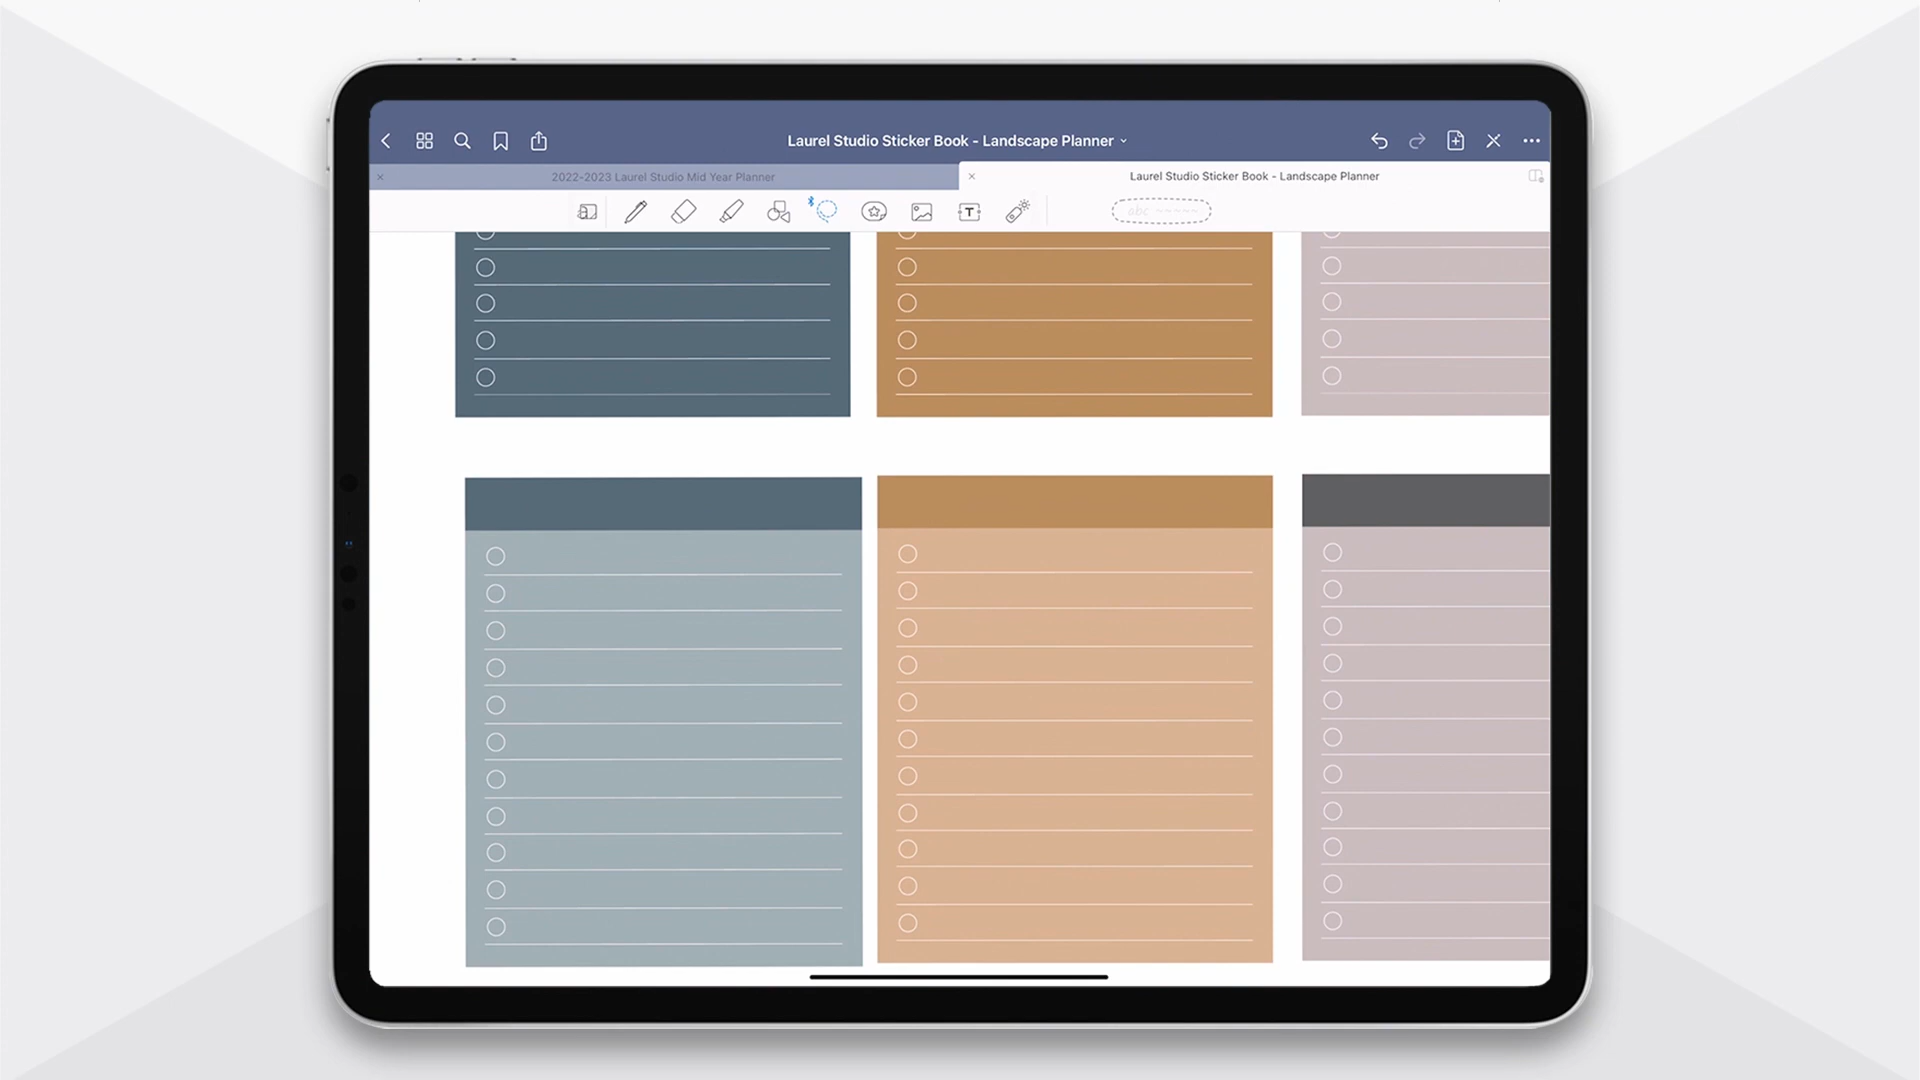 Laurel Studio Sticker Book - Landscape Planner
2022-2023 Laurel Studio Mid Year Planner
Laurel Studio Sticker Book - Landscape Planner
T
abc